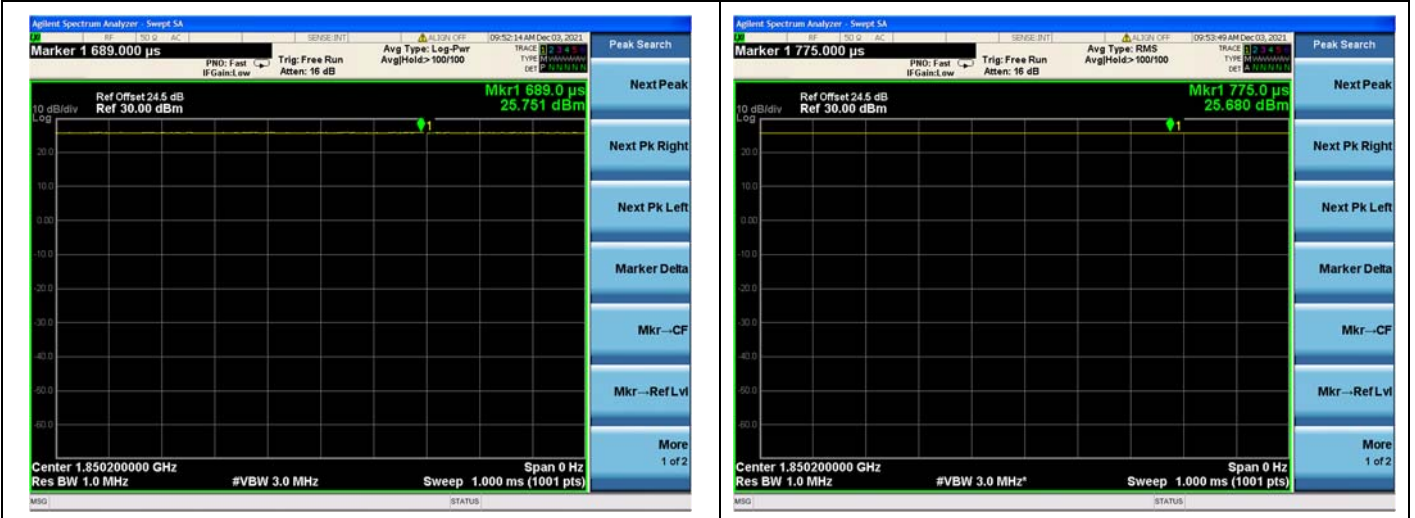 Agilent Spectrum Analyzer - Swept SA
RF 50 Ω AC SENSE:INT ALIGN OFF 09:52:14 AM Dec 03, 2021
Marker 1 689.000 µs
Avg Type: Log-Pwr
TRACE 1 2 3 4 5 6
PNO: Fast
Trig: Free Run
Avg|Hold:>100/100
TYPE M
IFGain:Low
Atten: 16 dB
DET P N N N N N
Mkr1 689.0 µs
25.751 dBm
Ref Offset 24.5 dB
10 dB/div Ref 30.00 dBm
Log
1
20.0
10.0
0.00
-10.0
-20.0
-30.0
-40.0
-50.0
-60.0
Center 1.850200000 GHz Span 0 Hz
Res BW 1.0 MHz #VBW 3.0 MHz Sweep 1.000 ms (1001 pts)
MSG STATUS
Peak Search
Next Peak
Next Pk Right
Next Pk Left
Marker Delta
Mkr→CF
Mkr→Ref Lvl
More
1 of 2
Agilent Spectrum Analyzer - Swept SA
RF 50 Ω AC SENSE:INT ALIGN OFF 09:53:49 AM Dec 03, 2021
Marker 1 775.000 µs
Avg Type: RMS
TRACE 1 2 3 4 5 6
PNO: Fast
Trig: Free Run
Avg|Hold:>100/100
TYPE M
IFGain:Low
Atten: 16 dB
DET A N N N N N
Mkr1 775.0 µs
25.680 dBm
Ref Offset 24.5 dB
10 dB/div Ref 30.00 dBm
Log
1
20.0
10.0
0.00
-10.0
-20.0
-30.0
-40.0
-50.0
-60.0
Center 1.850200000 GHz Span 0 Hz
Res BW 1.0 MHz #VBW 3.0 MHz* Sweep 1.000 ms (1001 pts)
MSG STATUS
Peak Search
Next Peak
Next Pk Right
Next Pk Left
Marker Delta
Mkr→CF
Mkr→Ref Lvl
More
1 of 2